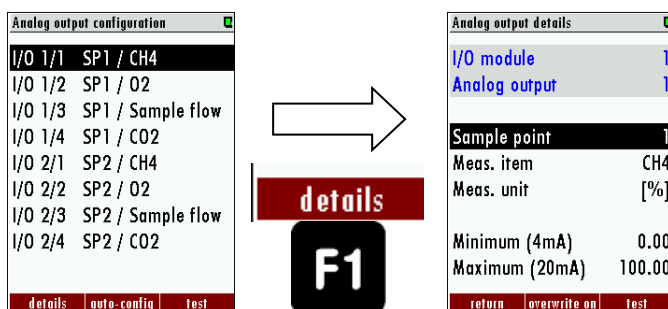 Analog output configuration
I/O 1/1 SP1 / CH4
I/O 1/2 SP1 / O2
I/O 1/3 SP1 / Sample flow
I/O 1/4 SP1 / CO2
I/O 2/1 SP2 / CH4
I/O 2/2 SP2 / O2
I/O 2/3 SP2 / Sample flow
I/O 2/4 SP2 / CO2
details auto-config test
details
F1
Analog output details
I/O module 1
Analog output 1
Sample point 1
Meas. item CH4
Meas. unit [%]
Minimum (4mA) 0.00
Maximum (20mA) 100.00
return overwrite on test